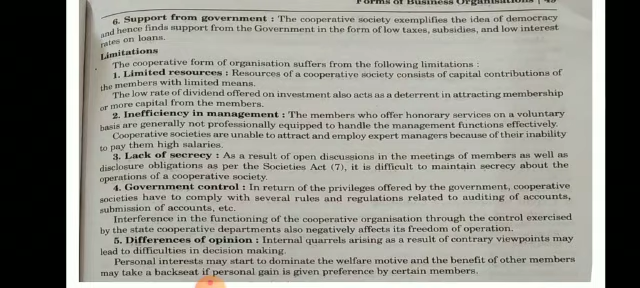 Forms of Business Organisations | 49
6. Support from government : The cooperative society exemplifies the idea of democracy
and hence finds support from the Government in the form of low taxes, subsidies, and low interest
rates on loans.
Limitations
The cooperative form of organisation suffers from the following limitations :
1. Limited resources : Resources of a cooperative society consists of capital contributions of
the members with limited means.
The low rate of dividend offered on investment also acts as a deterrent in attracting membership
or more capital from the members.
2. Inefficiency in management : The members who offer honorary services on a voluntary
basis are generally not professionally equipped to handle the management functions effectively.
Cooperative societies are unable to attract and employ expert managers because of their inability
to pay them high salaries.
3. Lack of secrecy : As a result of open discussions in the meetings of members as well as
disclosure obligations as per the Societies Act (7), it is difficult to maintain secrecy about the
operations of a cooperative society.
4. Government control : In return of the privileges offered by the government, cooperative
societies have to comply with several rules and regulations related to auditing of accounts,
submission of accounts, etc.
Interference in the functioning of the cooperative organisation through the control exercised
by the state cooperative departments also negatively affects its freedom of operation.
5. Differences of opinion : Internal quarrels arising as a result of contrary viewpoints may
lead to difficulties in decision making.
Personal interests may start to dominate the welfare motive and the benefit of other members
may take a backseat if personal gain is given preference by certain members.